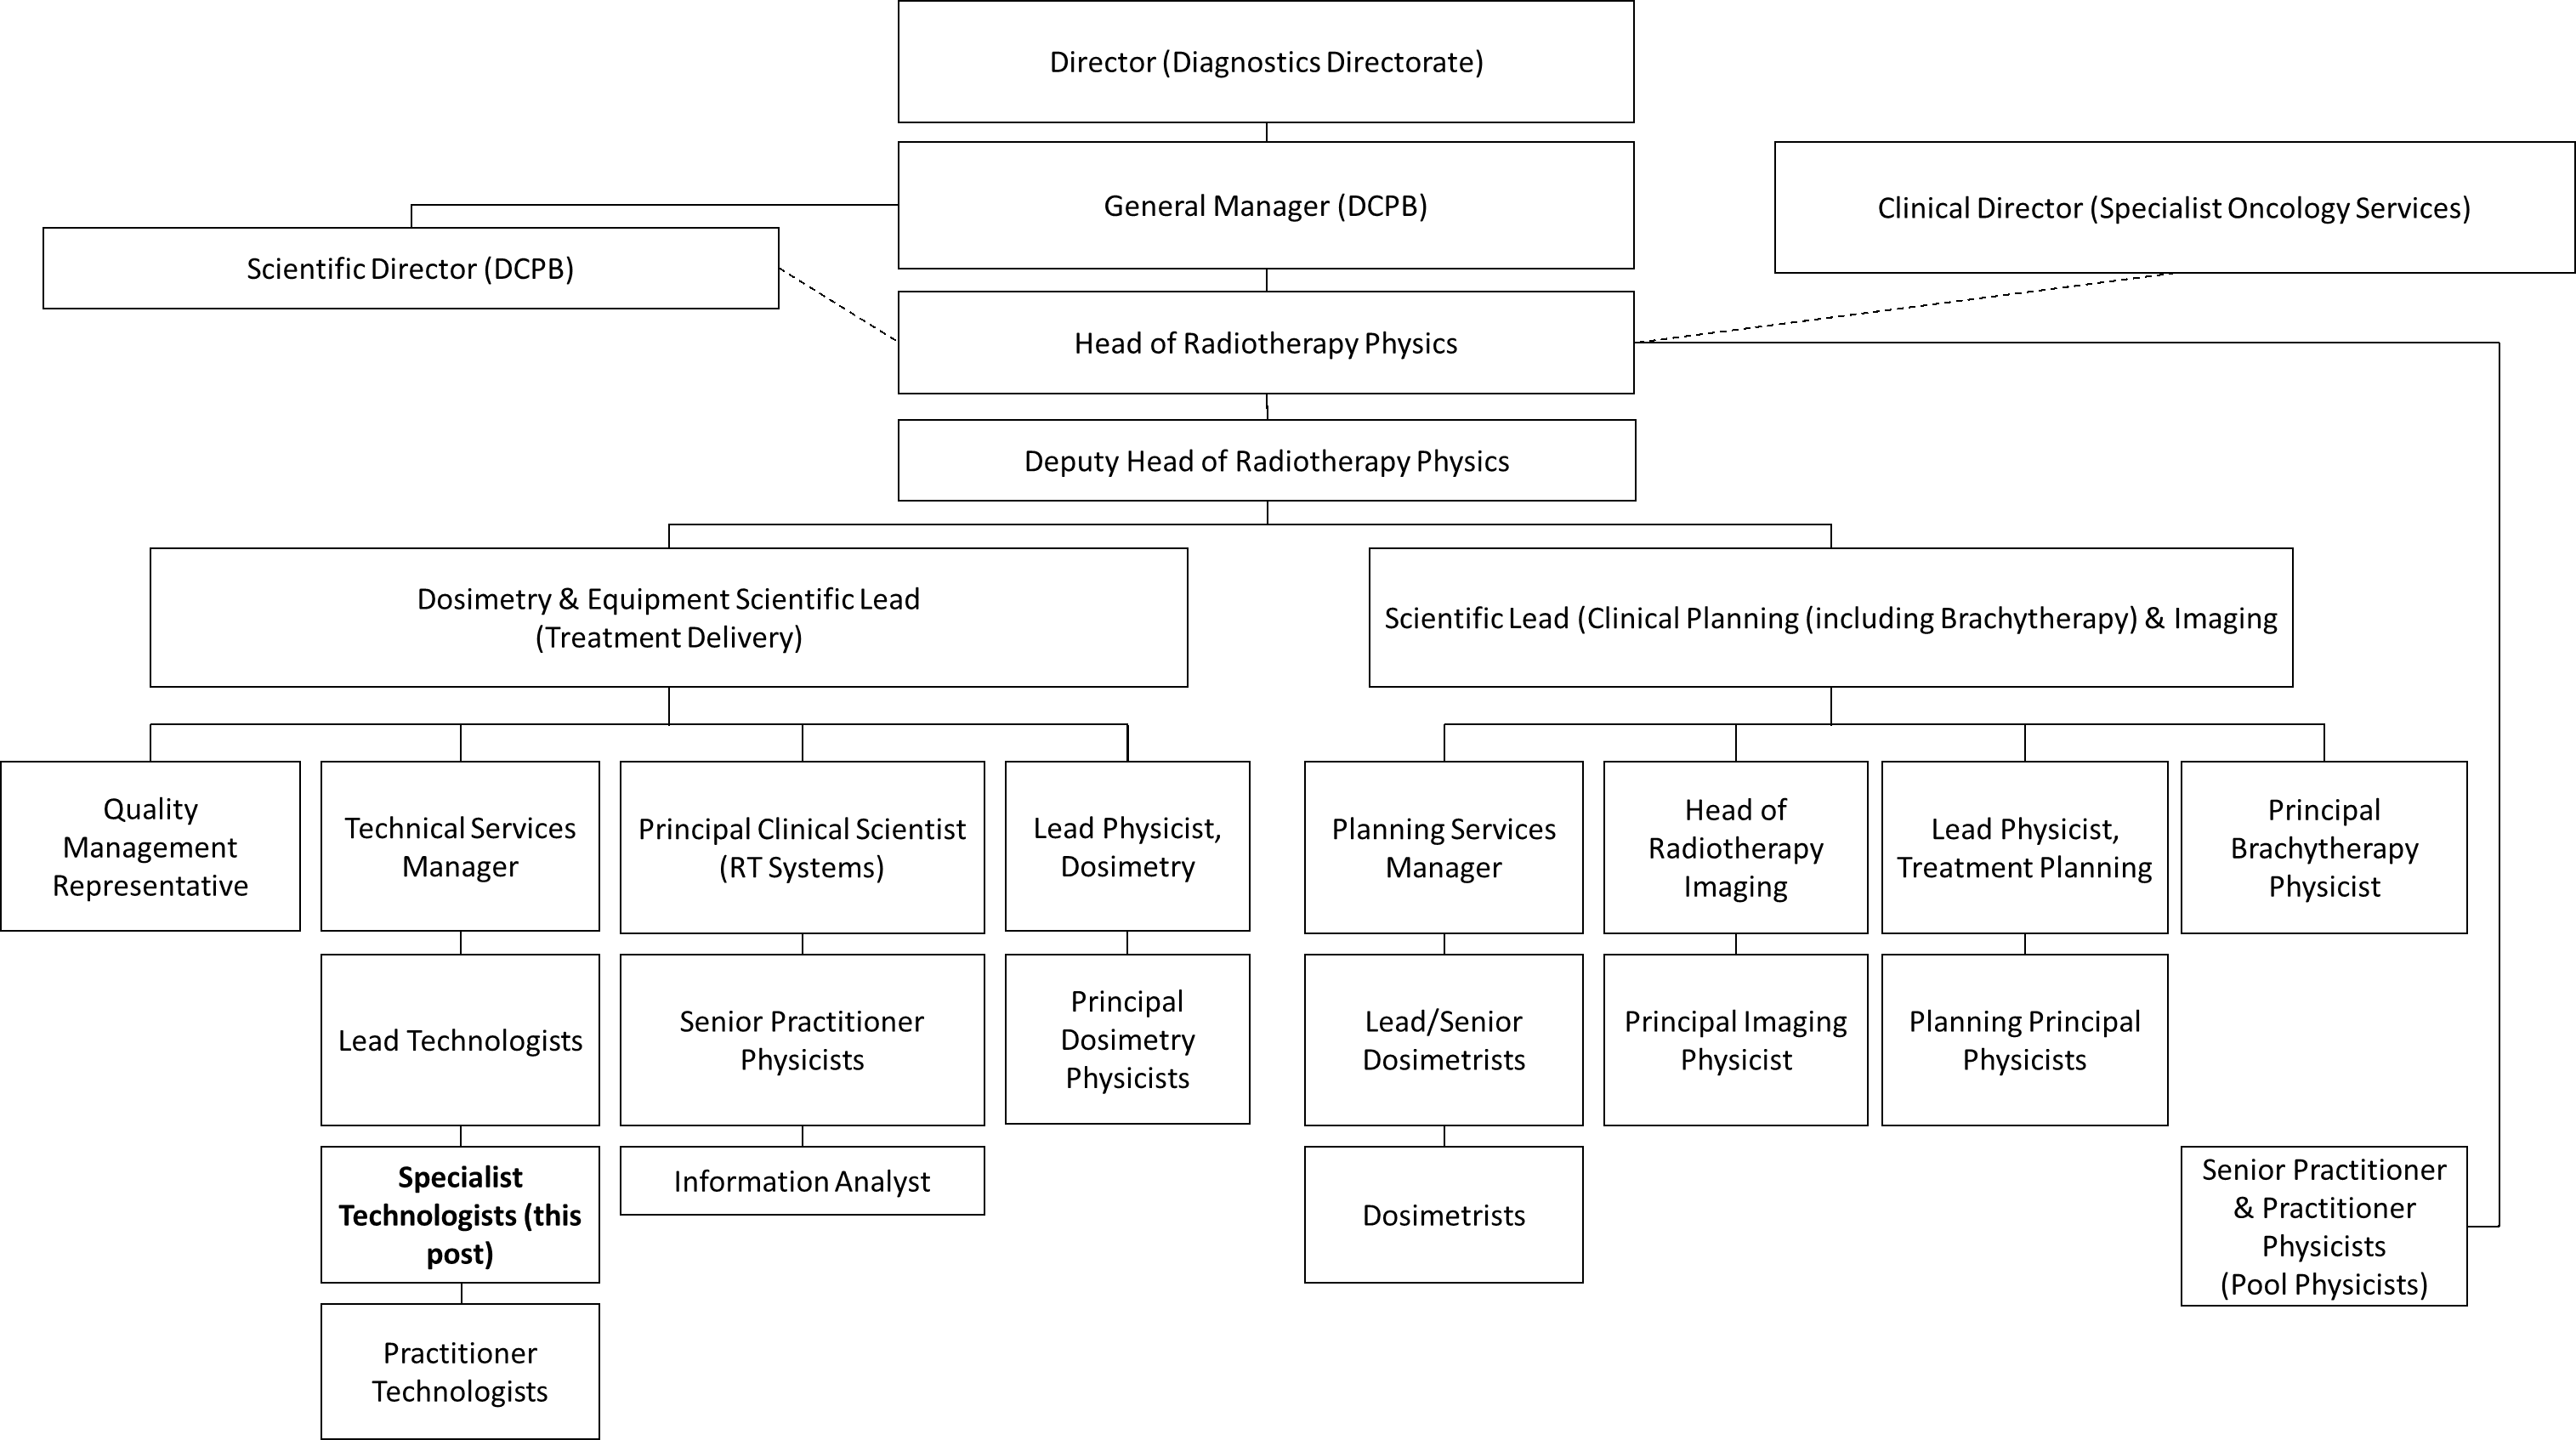 Director (Diagnostics Directorate)
General Manager (DCPB)
Clinical Director (Specialist Oncology Services)
Scientific Director (DCPB)
Head of Radiotherapy Physics
Deputy Head of Radiotherapy Physics
Dosimetry & Equipment Scientific Lead
(Treatment Delivery)
Scientific Lead (Clinical Planning (including Brachytherapy) & Imaging
Quality
Management
Representative
Technical Services
Manager
Principal Clinical Scientist
(RT Systems)
Lead Physicist,
Dosimetry
Planning Services
Manager
Head of
Radiotherapy
Imaging
Lead Physicist,
Treatment Planning
Principal
Brachytherapy
Physicist
Lead Technologists
Senior Practitioner
Physicists
Principal
Dosimetry
Physicists
Lead/Senior
Dosimetrists
Principal Imaging
Physicist
Planning Principal
Physicists
Specialist
Technologists (this
post)
Information Analyst
Dosimetrists
Senior Practitioner
& Practitioner
Physicists
(Pool Physicists)
Practitioner
Technologists